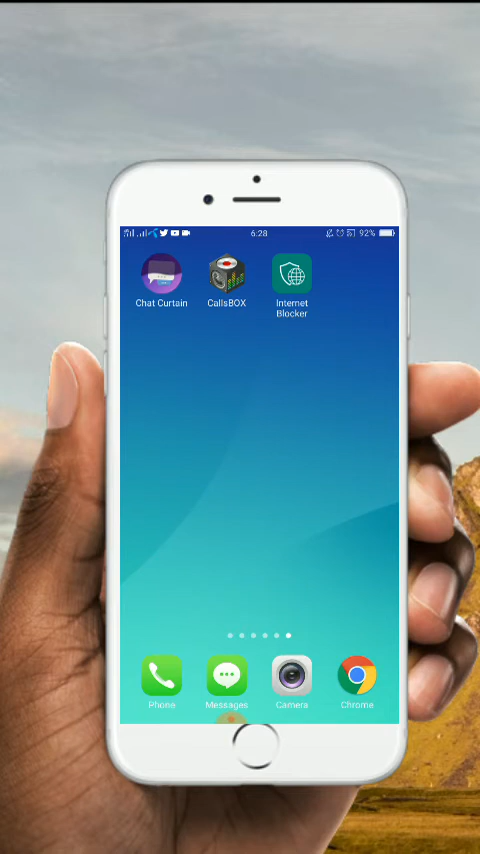 6:28
92%
Chat Curtain
CallsBOX
Internet
Blocker
Phone
Messages
Camera
Chrome